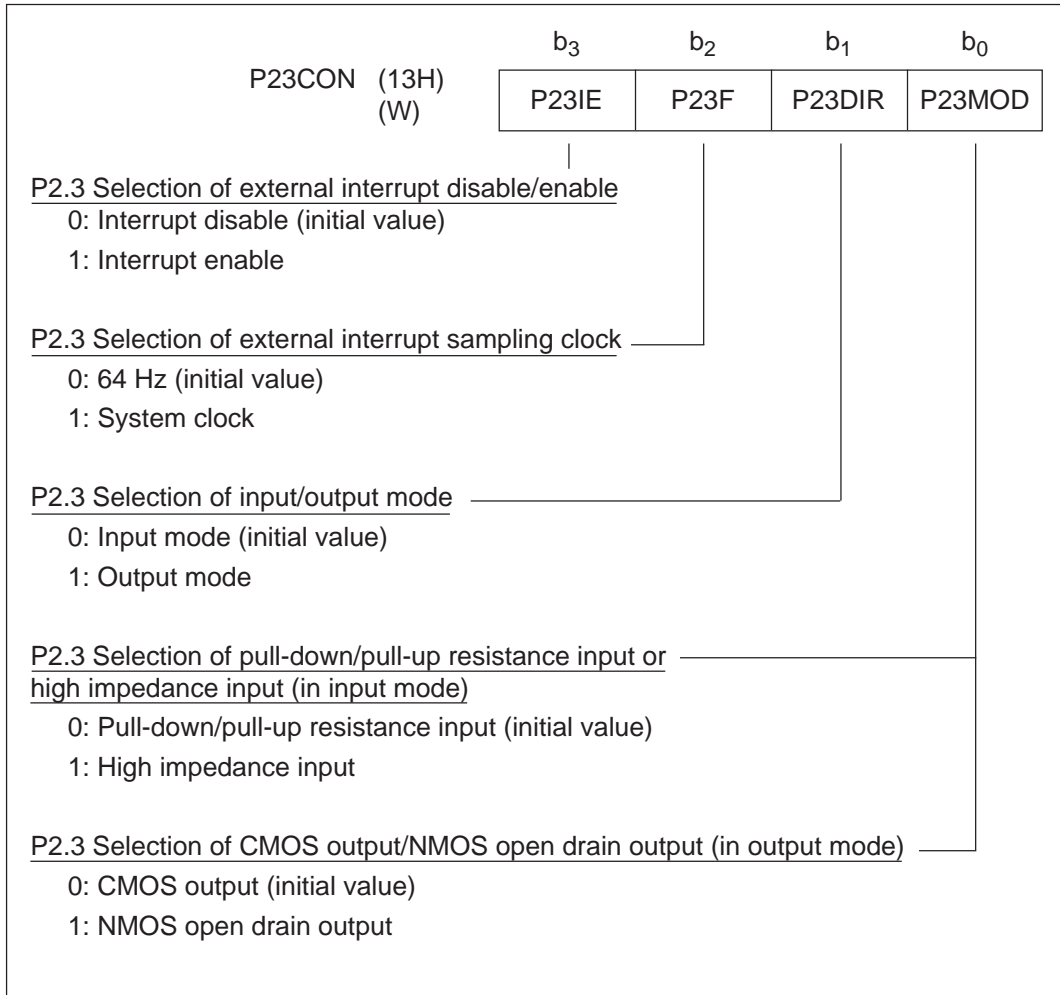 b3 b2 b1 b0
P23CON (13H)
(W)
P23IE P23F P23DIR P23MOD
P2.3 Selection of external interrupt disable/enable
0: Interrupt disable (initial value)
1: Interrupt enable
P2.3 Selection of external interrupt sampling clock
0: 64 Hz (initial value)
1: System clock
P2.3 Selection of input/output mode
0: Input mode (initial value)
1: Output mode
P2.3 Selection of pull-down/pull-up resistance input or
high impedance input (in input mode)
0: Pull-down/pull-up resistance input (initial value)
1: High impedance input
P2.3 Selection of CMOS output/NMOS open drain output (in output mode)
0: CMOS output (initial value)
1: NMOS open drain output